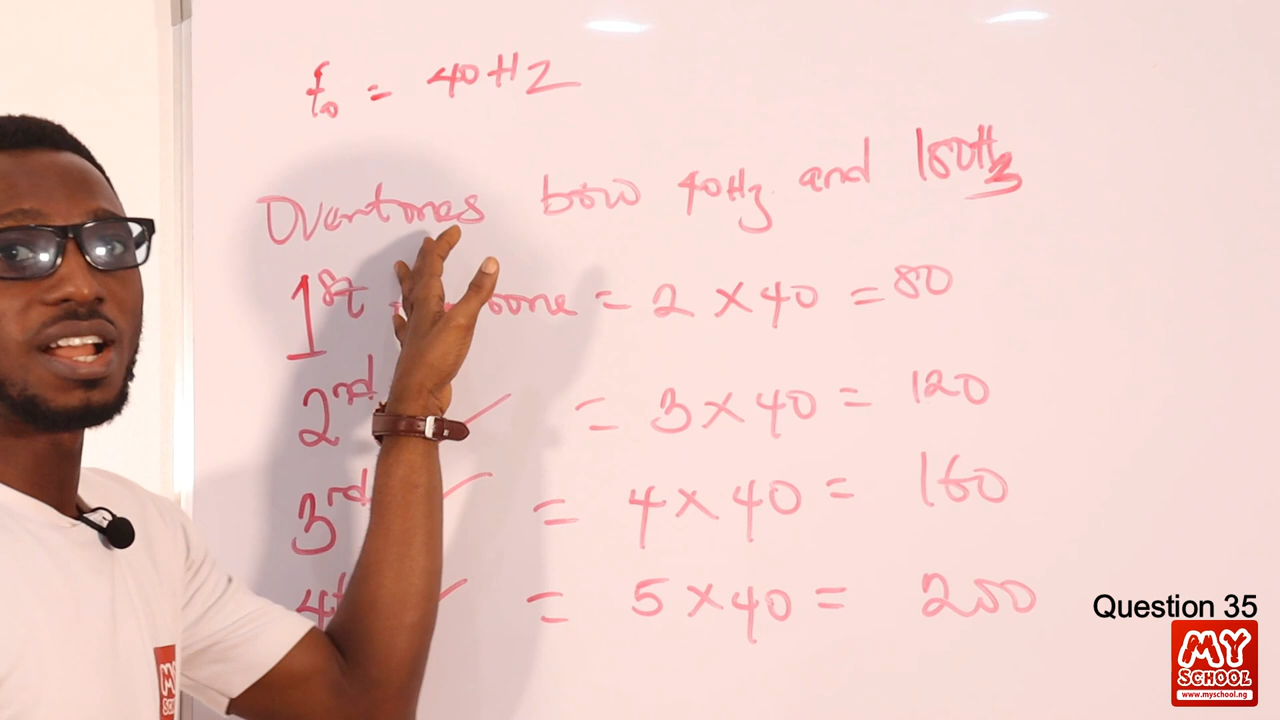 fo = 40HZ
Overtones btw 40Hz and 180Hz
1st = 2 × 40 = 80
2nd ✓ = 3 × 40 = 120
3rd ✓ = 4 × 40 = 160
✓ = 5 × 40 = 200
Question 35
MY
SCHOOL
www.myschool.ng